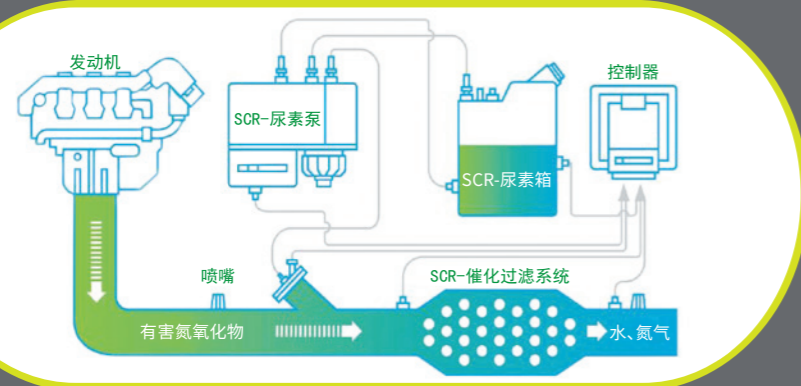 发动机
控制器
SCR-尿素泵
SCR-尿素箱
喷嘴
SCR-催化过滤系统
有害氮氧化物
水、氮气